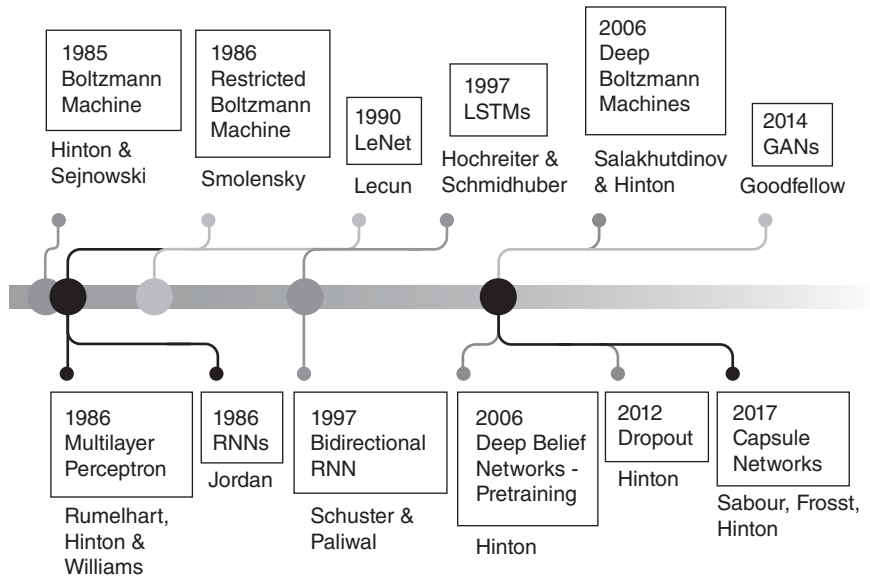 1985
Boltzmann
Machine
Hinton &
Sejnowski
1986
Restricted
Boltzmann
Machine
Smolensky
1990
LeNet
Lecun
1997
LSTMs
Hochreiter &
Schmidhuber
2006
Deep
Boltzmann
Machines
Salakhutdinov
& Hinton
2014
GANs
Goodfellow
1986
Multilayer
Perceptron
Rumelhart,
Hinton &
Williams
1986
RNNs
Jordan
1997
Bidirectional
RNN
Schuster &
Paliwal
2006
Deep Belief
Networks -
Pretraining
Hinton
2012
Dropout
Hinton
2017
Capsule
Networks
Sabour, Frosst,
Hinton